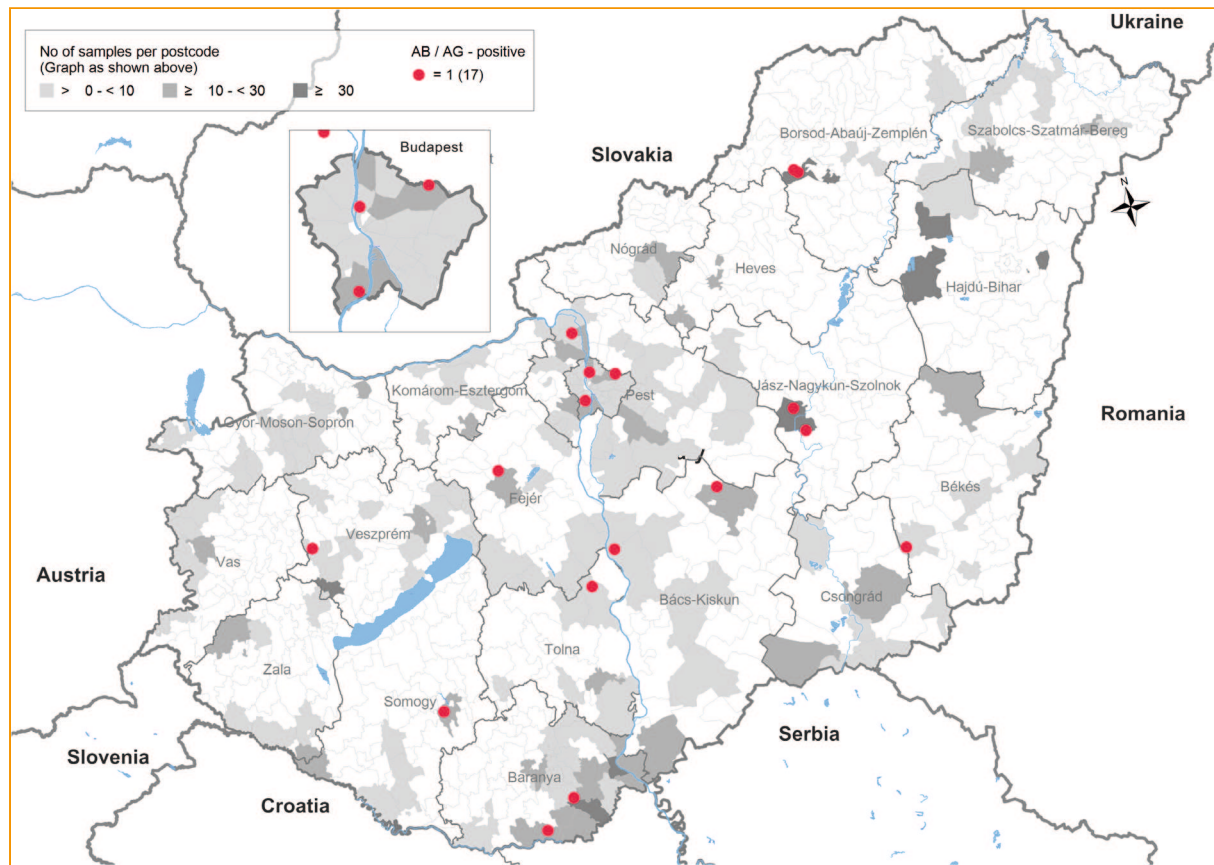 No of samples per postcode
(Graph as shown above)
> 0 - < 10 ≥ 10 - < 30 ≥ 30
AB / AG - positive
= 1 (17)
Budapest
Ukraine
Slovakia
Borsod-Abaúj-Zemplén
Szabolcs-Szatmár-Bereg
N
Nógrád
Heves
Hajdú-Bihar
Komárom-Esztergom
Pest
Jász-Nagykun-Szolnok
Romania
Győr-Moson-Sopron
Fejér
Békés
Veszprém
Vas
Austria
Bács-Kiskun
Csongrád
Tolna
Zala
Somogy
Serbia
Slovenia
Baranya
Croatia